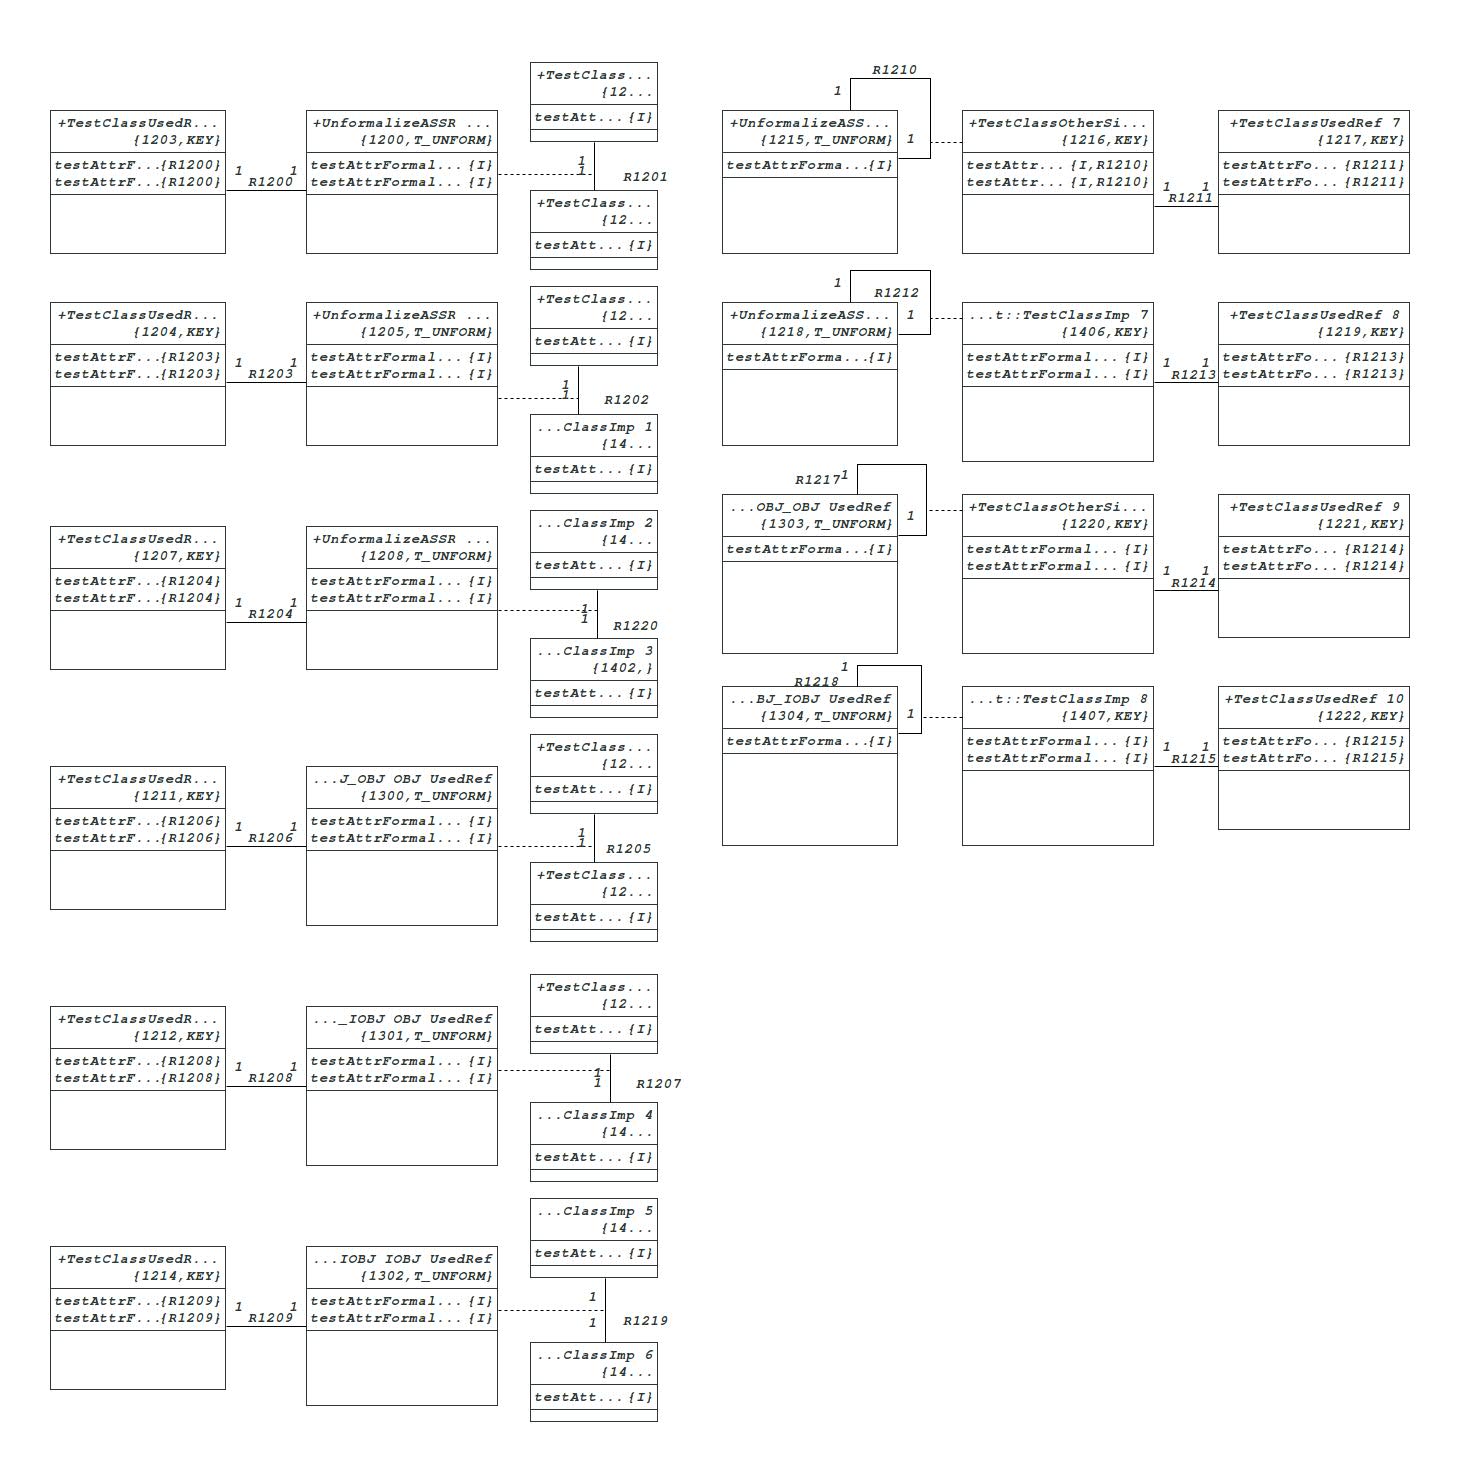 +TestClass...
{12...
testAtt... {I}
+TestClassUsedR...
{1203,KEY}
testAttrF...{R1200}
testAttrF...{R1200}
1 1
R1200
+UnformalizeASSR ...
{1200,T_UNFORM}
testAttrFormal... {I}
testAttrFormal... {I}
1
1
R1201
+TestClass...
{12...
testAtt... {I}
+TestClass...
{12...
testAtt... {I}
+TestClassUsedR...
{1204,KEY}
testAttrF...{R1203}
testAttrF...{R1203}
1 1
R1203
+UnformalizeASSR ...
{1205,T_UNFORM}
testAttrFormal... {I}
testAttrFormal... {I}
1
1
R1202
...ClassImp 1
{14...
testAtt... {I}
...ClassImp 2
{14...
testAtt... {I}
+TestClassUsedR...
{1207,KEY}
testAttrF...{R1204}
testAttrF...{R1204}
1 1
R1204
+UnformalizeASSR ...
{1208,T_UNFORM}
testAttrFormal... {I}
testAttrFormal... {I}
1
1
R1220
...ClassImp 3
{1402,}
testAtt... {I}
+TestClass...
{12...
testAtt... {I}
+TestClassUsedR...
{1211,KEY}
testAttrF...{R1206}
testAttrF...{R1206}
1 1
R1206
...J_OBJ OBJ UsedRef
{1300,T_UNFORM}
testAttrFormal... {I}
testAttrFormal... {I}
1
1
R1205
+TestClass...
{12...
testAtt... {I}
+TestClass...
{12...
testAtt... {I}
+TestClassUsedR...
{1212,KEY}
testAttrF...{R1208}
testAttrF...{R1208}
1 1
R1208
..._IOBJ OBJ UsedRef
{1301,T_UNFORM}
testAttrFormal... {I}
testAttrFormal... {I}
1
1
R1207
...ClassImp 4
{14...
testAtt... {I}
...ClassImp 5
{14...
testAtt... {I}
+TestClassUsedR...
{1214,KEY}
testAttrF...{R1209}
testAttrF...{R1209}
1 1
R1209
...IOBJ IOBJ UsedRef
{1302,T_UNFORM}
testAttrFormal... {I}
testAttrFormal... {I}
1
1
R1219
...ClassImp 6
{14...
testAtt... {I}
R1210
1
1
+UnformalizeASS...
{1215,T_UNFORM}
testAttrForma...{I}
+TestClassOtherSi...
{1216,KEY}
testAttr... {I,R1210}
testAttr... {I,R1210}
1 1
R1211
+TestClassUsedRef 7
{1217,KEY}
testAttrFo... {R1211}
testAttrFo... {R1211}
1
R1212
1
+UnformalizeASS...
{1218,T_UNFORM}
testAttrForma...{I}
...t::TestClassImp 7
{1406,KEY}
testAttrFormal... {I}
testAttrFormal... {I}
1 1
R1213
+TestClassUsedRef 8
{1219,KEY}
testAttrFo... {R1213}
testAttrFo... {R1213}
R1217
1
1
...OBJ_OBJ UsedRef
{1303,T_UNFORM}
testAttrForma...{I}
+TestClassOtherSi...
{1220,KEY}
testAttrFormal... {I}
testAttrFormal... {I}
1 1
R1214
+TestClassUsedRef 9
{1221,KEY}
testAttrFo... {R1214}
testAttrFo... {R1214}
1
R1218
1
...BJ_IOBJ UsedRef
{1304,T_UNFORM}
testAttrForma...{I}
...t::TestClassImp 8
{1407,KEY}
testAttrFormal... {I}
testAttrFormal... {I}
1 1
R1215
+TestClassUsedRef 10
{1222,KEY}
testAttrFo... {R1215}
testAttrFo... {R1215}